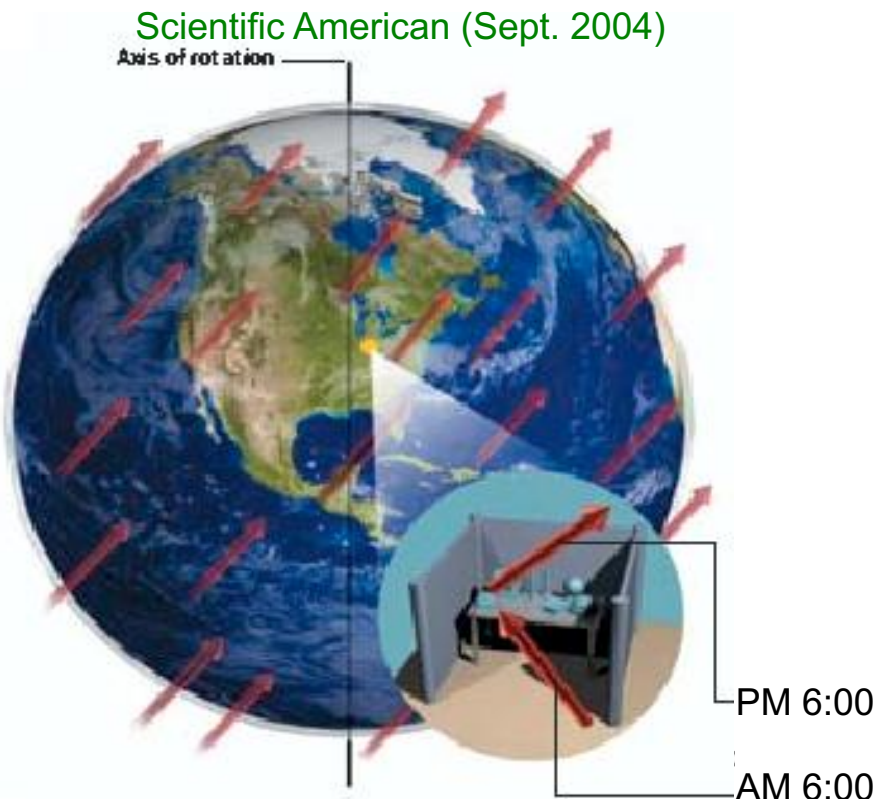 Scientific American (Sept. 2004)
Axis of rotation
PM 6:00
AM 6:00